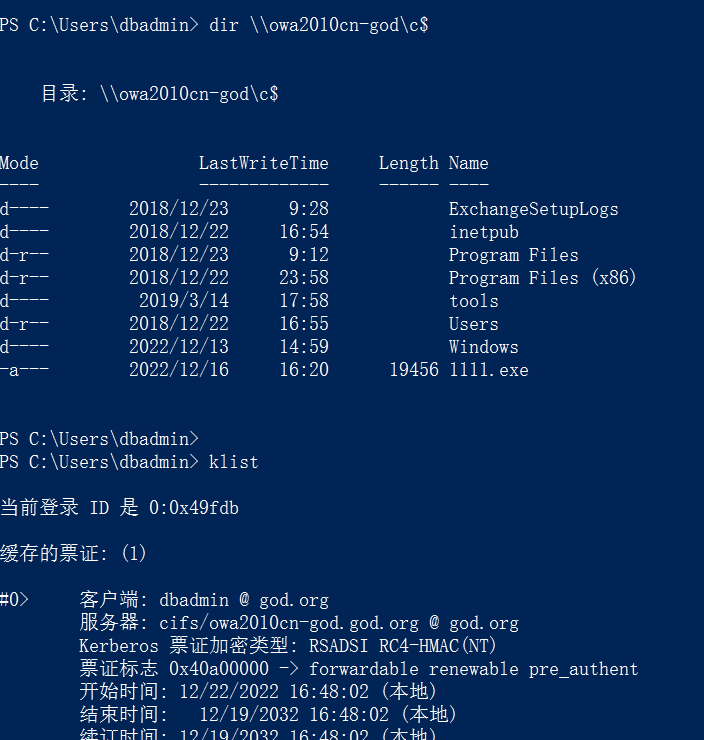 PS C:\Users\dbadmin> dir \\owa2010cn-god\c$
目录: \\owa2010cn-god\c$
Mode LastWriteTime Length Name
---- ------------- ------ ----
d---- 2018/12/23 9:28 ExchangeSetupLogs
d---- 2018/12/22 16:54 inetpub
d-r-- 2018/12/23 9:12 Program Files
d-r-- 2018/12/22 23:58 Program Files (x86)
d---- 2019/3/14 17:58 tools
d-r-- 2018/12/22 16:55 Users
d---- 2022/12/13 14:59 Windows
-a--- 2022/12/16 16:20 19456 1111.exe
PS C:\Users\dbadmin>
PS C:\Users\dbadmin> klist
当前登录 ID 是 0:0x49fdb
缓存的票证: (1)
#0> 客户端: dbadmin @ god.org
服务器: cifs/owa2010cn-god.god.org @ god.org
Kerberos 票证加密类型: RSADSI RC4-HMAC(NT)
票证标志 0x40a00000 -> forwardable renewable pre_authent
开始时间: 12/22/2022 16:48:02 (本地)
结束时间: 12/19/2032 16:48:02 (本地)
续订时间: 12/19/2032 16:48:02 (本地)